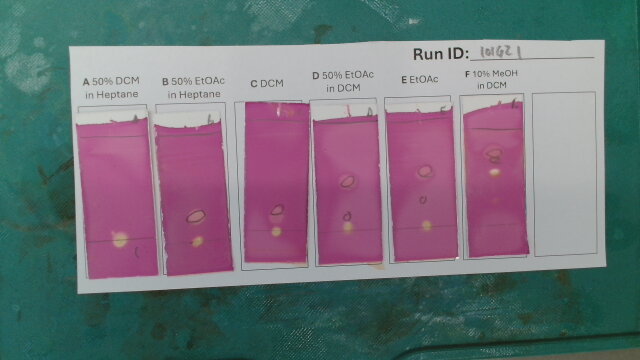 Run ID: 101621
A 50% DCM
in Heptane
B 50% EtOAc
in Heptane
C DCM
D 50% EtOAc
in DCM
E EtOAc
F 10% MeOH
in DCM